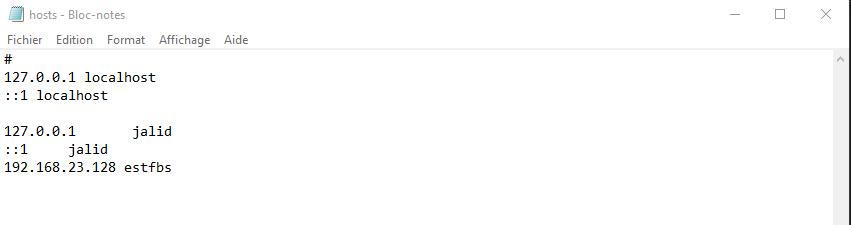 hosts - Bloc-notes
Fichier Edition Format Affichage Aide
#
127.0.0.1 localhost
::1 localhost
127.0.0.1       jalid
::1     jalid
192.168.23.128 estfbs